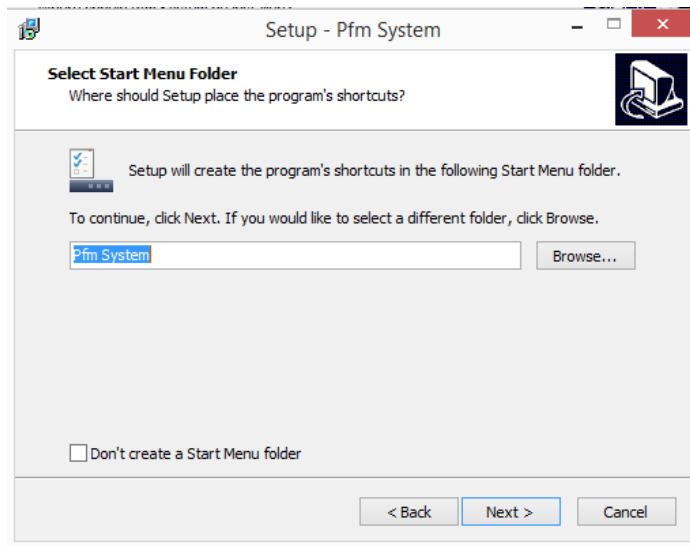 Setup - Pfm System
Select Start Menu Folder
Where should Setup place the program's shortcuts?
Setup will create the program's shortcuts in the following Start Menu folder.
To continue, click Next. If you would like to select a different folder, click Browse.
Pfm System
Browse...
Don't create a Start Menu folder
< Back
Next >
Cancel